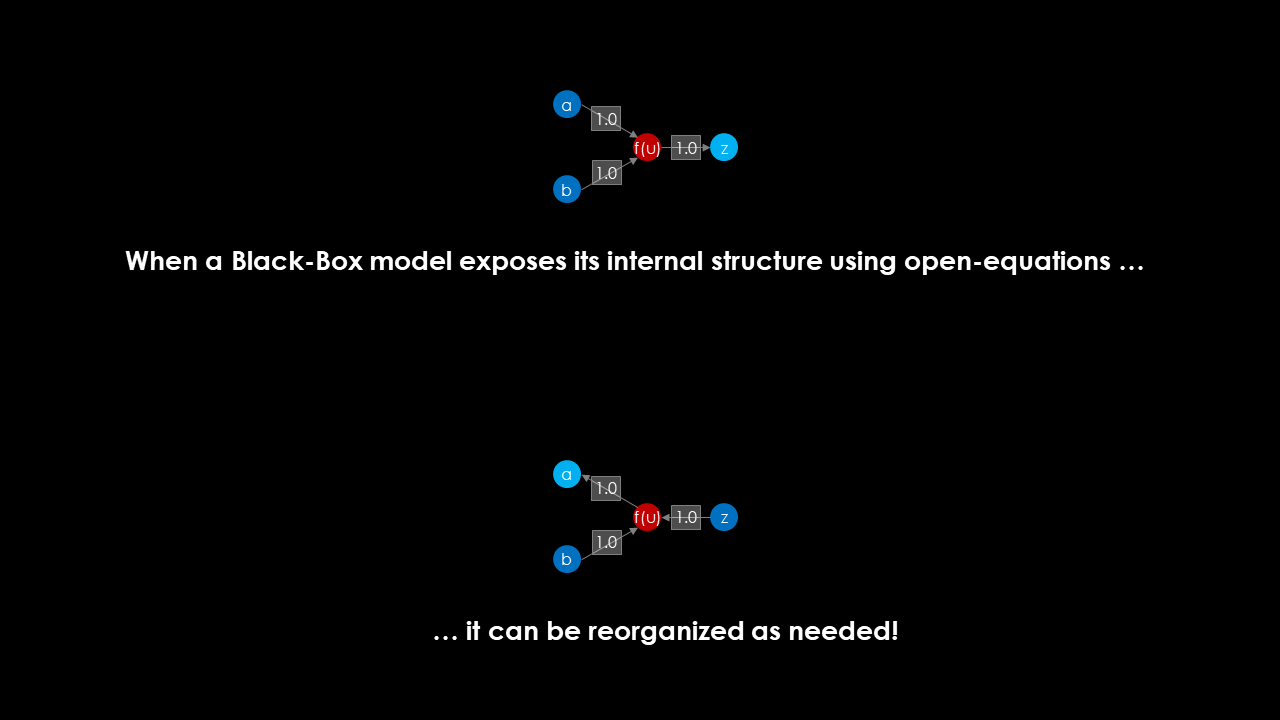 a
1.0
f(u)
1.0
z
1.0
b
When a Black-Box model exposes its internal structure using open-equations …
a
1.0
f(u)
1.0
z
1.0
b
… it can be reorganized as needed!